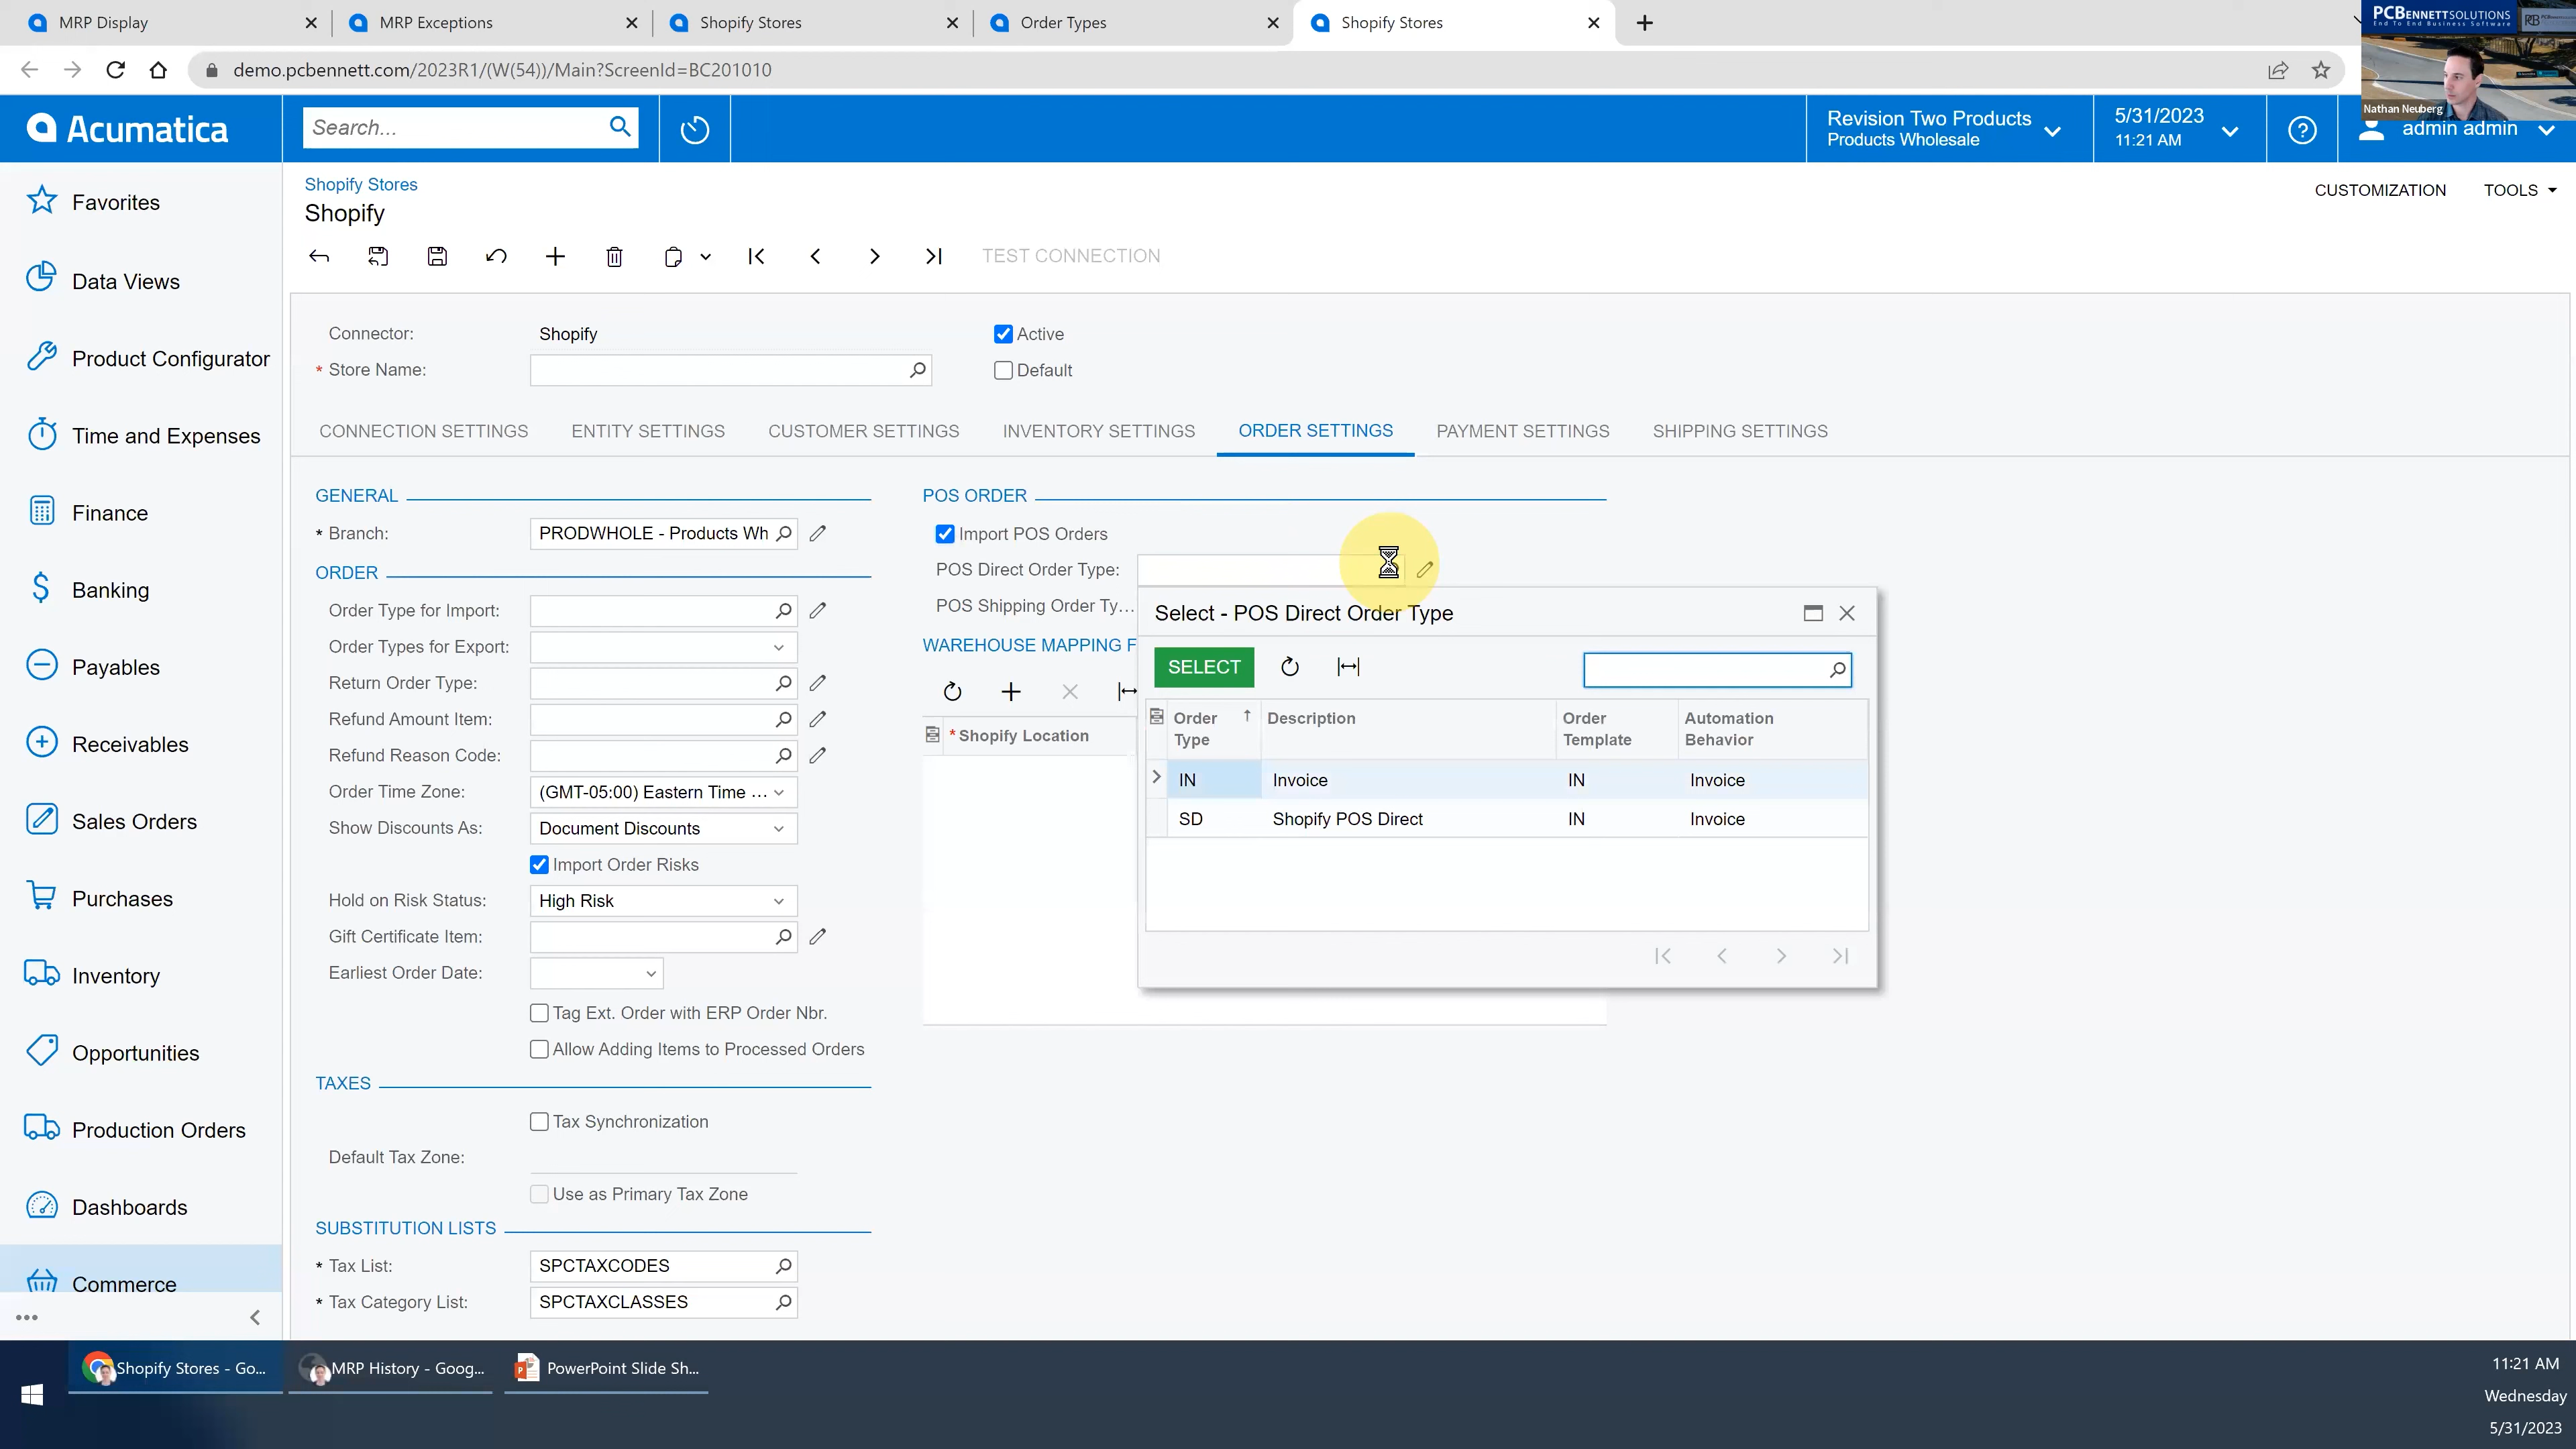 MRP Display
MRP Exceptions
Shopify Stores
Order Types
Shopify Stores
demo.pcbennett.com/2023R1/(W(54))/Main?ScreenId=BC201010
PCBENNETTSOLUTIONS
End To End Business Software
Nathan Neuberg
Acumatica
Search...
Revision Two Products
Products Wholesale
5/31/2023
11:21 AM
admin admin
Favorites
Data Views
Product Configurator
Time and Expenses
Finance
Banking
Payables
Receivables
Sales Orders
Purchases
Inventory
Opportunities
Production Orders
Dashboards
Commerce
Shopify Stores
Shopify
CUSTOMIZATION
TOOLS
TEST CONNECTION
Connector: Shopify
Active
* Store Name:
Default
CONNECTION SETTINGS
ENTITY SETTINGS
CUSTOMER SETTINGS
INVENTORY SETTINGS
ORDER SETTINGS
PAYMENT SETTINGS
SHIPPING SETTINGS
GENERAL
* Branch: PRODWHOLE - Products Wh
ORDER
Order Type for Import:
Order Types for Export:
Return Order Type:
Refund Amount Item:
Refund Reason Code:
Order Time Zone: (GMT-05:00) Eastern Time ...
Show Discounts As: Document Discounts
Import Order Risks
Hold on Risk Status: High Risk
Gift Certificate Item:
Earliest Order Date:
Tag Ext. Order with ERP Order Nbr.
Allow Adding Items to Processed Orders
TAXES
Tax Synchronization
Default Tax Zone:
Use as Primary Tax Zone
SUBSTITUTION LISTS
* Tax List: SPCTAXCODES
* Tax Category List: SPCTAXCLASSES
POS ORDER
Import POS Orders
POS Direct Order Type:
POS Shipping Order Ty...
WAREHOUSE MAPPING F
* Shopify Location
Select - POS Direct Order Type
SELECT
Order Type Description Order Template Automation Behavior
IN Invoice IN Invoice
SD Shopify POS Direct IN Invoice
Shopify Stores - Go...
MRP History - Goog...
PowerPoint Slide Sh...
11:21 AM
Wednesday
5/31/2023